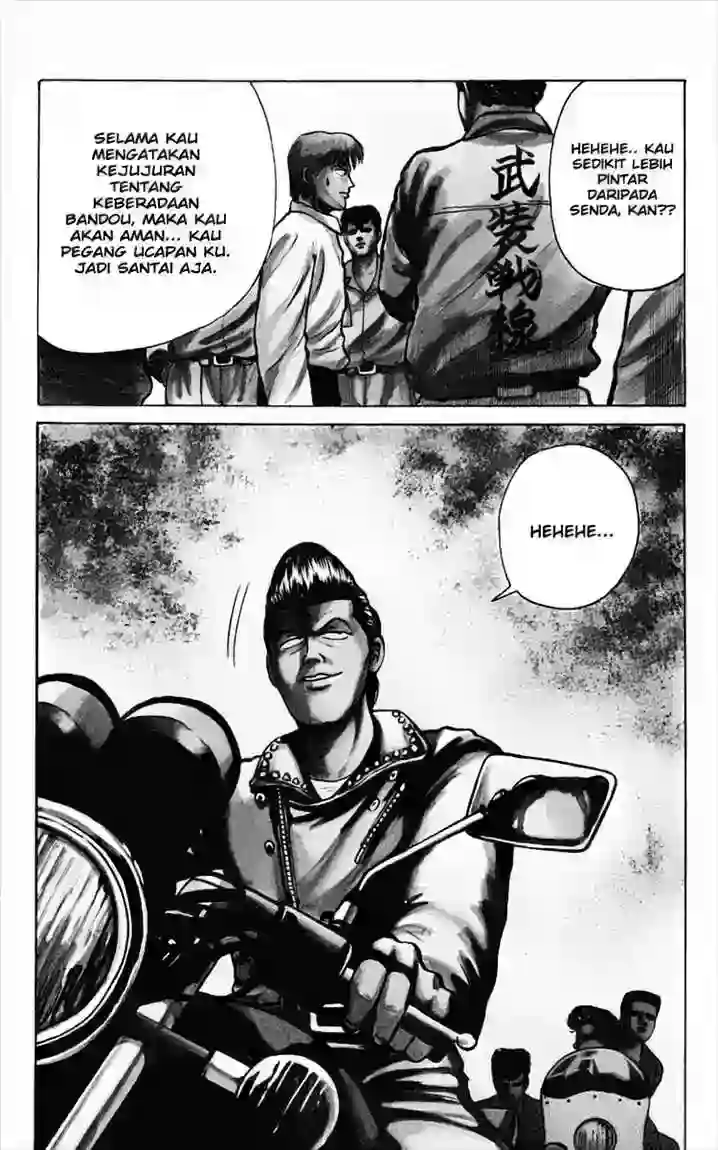 HEHEHE.. KAU
SEDIKIT LEBIH
PINTAR
DARIPADA
SENDA, KAN??
武装戦線
SELAMA KAU
MENGATAKAN
KEJUJURAN
TENTANG
KEBERADAAN
BANDOU, MAKA KAU
AKAN AMAN... KAU
PEGANG UCAPAN KU.
JADI SANTAI AJA.
HEHEHE...